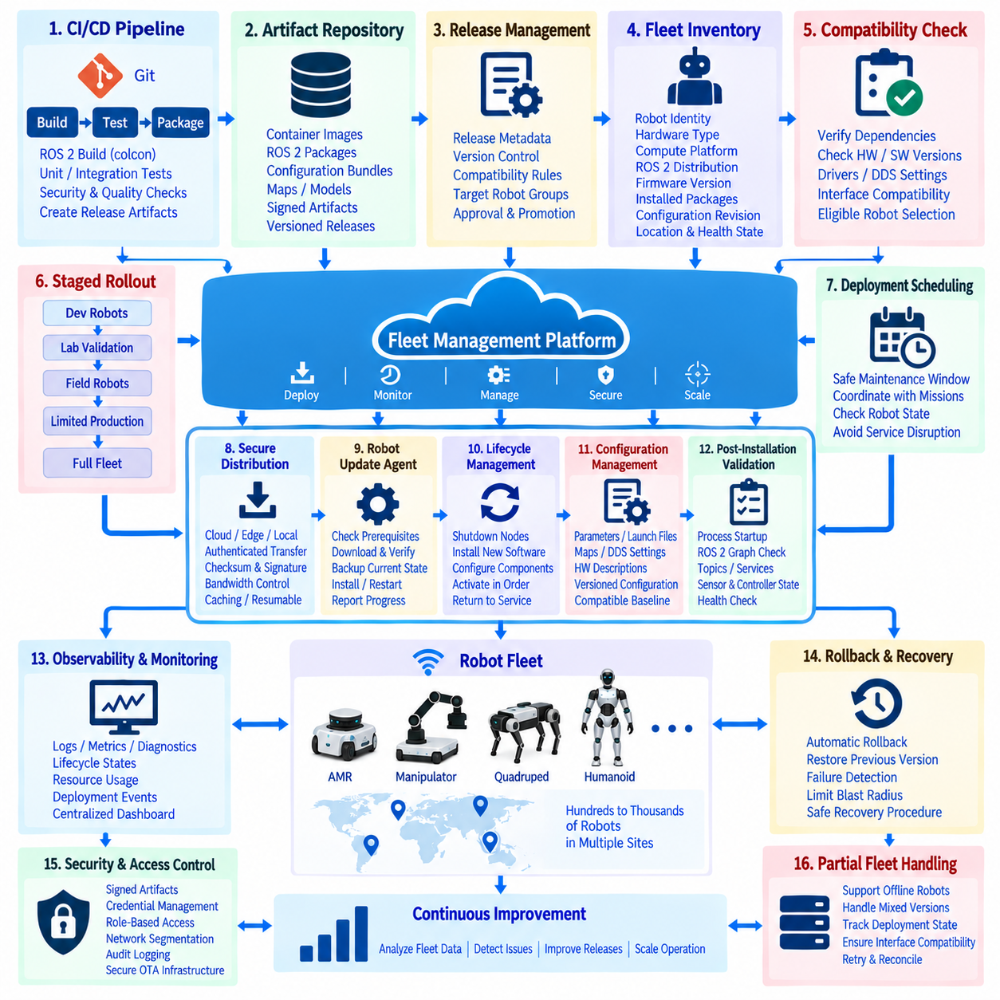 1. CI/CD Pipeline
Git
Build
Test
Package
ROS 2 Build (colcon)
Unit / Integration Tests
Security & Quality Checks
Create Release Artifacts
2. Artifact Repository
Container Images
ROS 2 Packages
Configuration Bundles
Maps / Models
Signed Artifacts
Versioned Releases
3. Release Management
Release Metadata
Version Control
Compatibility Rules
Target Robot Groups
Approval & Promotion
4. Fleet Inventory
Robot Identity
Hardware Type
Compute Platform
ROS 2 Distribution
Firmware Version
Installed Packages
Configuration Revision
Location & Health State
5. Compatibility Check
Verify Dependencies
Check HW / SW Versions
Drivers / DDS Settings
Interface Compatibility
Eligible Robot Selection
6. Staged Rollout
Dev Robots
Lab Validation
Field Robots
Limited Production
Full Fleet
Fleet Management Platform
Deploy
Monitor
Manage
Secure
Scale
7. Deployment Scheduling
Safe Maintenance Window
Coordinate with Missions
Check Robot State
Avoid Service Disruption
8. Secure
Distribution
Cloud / Edge / Local
Authenticated Transfer
Checksum & Signature
Bandwidth Control
Caching / Resumable
9. Robot
Update Agent
Check Prerequisites
Download & Verify
Backup Current State
Install / Restart
Report Progress
10. Lifecycle
Management
Shutdown Nodes
Install New Software
Configure Components
Activate in Order
Return to Service
11. Configuration
Management
Parameters / Launch Files
Maps / DDS Settings
HW Descriptions
Versioned Configuration
Compatible Baseline
12. Post-Installation
Validation
Process Startup
ROS 2 Graph Check
Topics / Services
Sensor & Controller State
Health Check
13. Observability & Monitoring
Logs / Metrics / Diagnostics
Lifecycle States
Resource Usage
Deployment Events
Centralized Dashboard
Robot Fleet
AMR
Manipulator
Quadruped
Humanoid
Hundreds to Thousands
of Robots
in Multiple Sites
14. Rollback & Recovery
Automatic Rollback
Restore Previous Version
Failure Detection
Limit Blast Radius
Safe Recovery Procedure
15. Security & Access Control
Signed Artifacts
Credential Management
Role-Based Access
Network Segmentation
Audit Logging
Secure OTA Infrastructure
Continuous Improvement
Analyze Fleet Data | Detect Issues | Improve Releases | Scale Operation
16. Partial Fleet Handling
Support Offline Robots
Handle Mixed Versions
Track Deployment State
Ensure Interface Compatibility
Retry & Reconcile